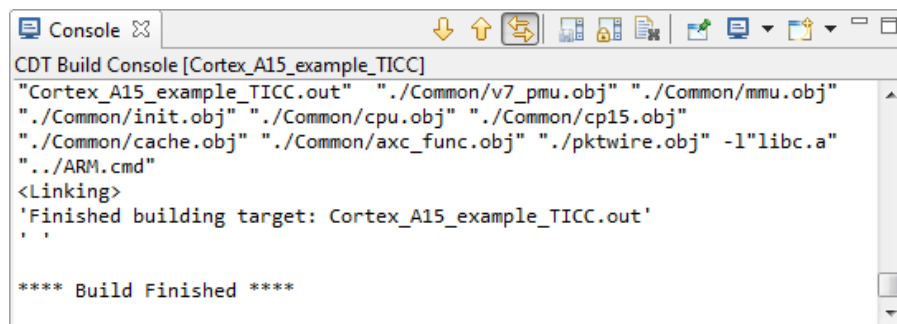 Console
CDT Build Console [Cortex_A15_example_TICC]
"Cortex_A15_example_TICC.out"  "./Common/v7_pmu.obj" "./Common/mmu.obj"
"./Common/init.obj" "./Common/cpu.obj" "./Common/cp15.obj"
"./Common/cache.obj" "./Common/axc_func.obj" "./pktwire.obj" -l"libc.a"
"../ARM.cmd"
<Linking>
'Finished building target: Cortex_A15_example_TICC.out'
' '
**** Build Finished ****